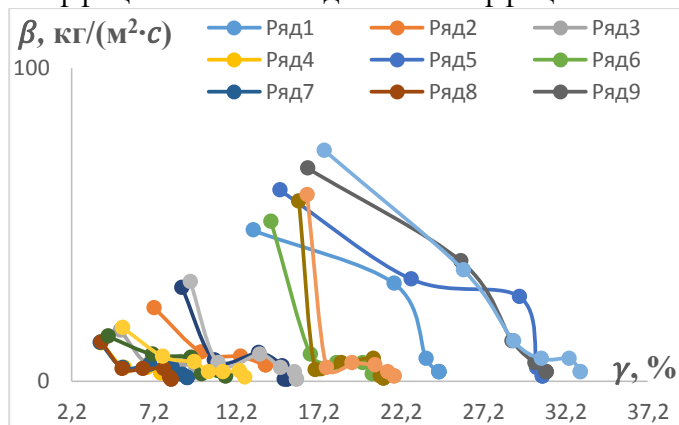 β, кг/(м²·с)
100
Ряд1 Ряд2 Ряд3
Ряд4 Ряд5 Ряд6
Ряд7 Ряд8 Ряд9
0
γ, %
2,2 7,2 12,2 17,2 22,2 27,2 32,2 37,2